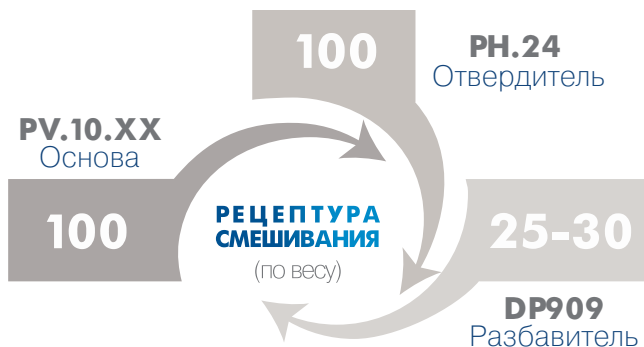 100
PH.24
Отвердитель
PV.10.XX
Основа
100
РЕЦЕПТУРА
СМЕШИВАНИЯ
(по весу)
25-30
DP909
Разбавитель